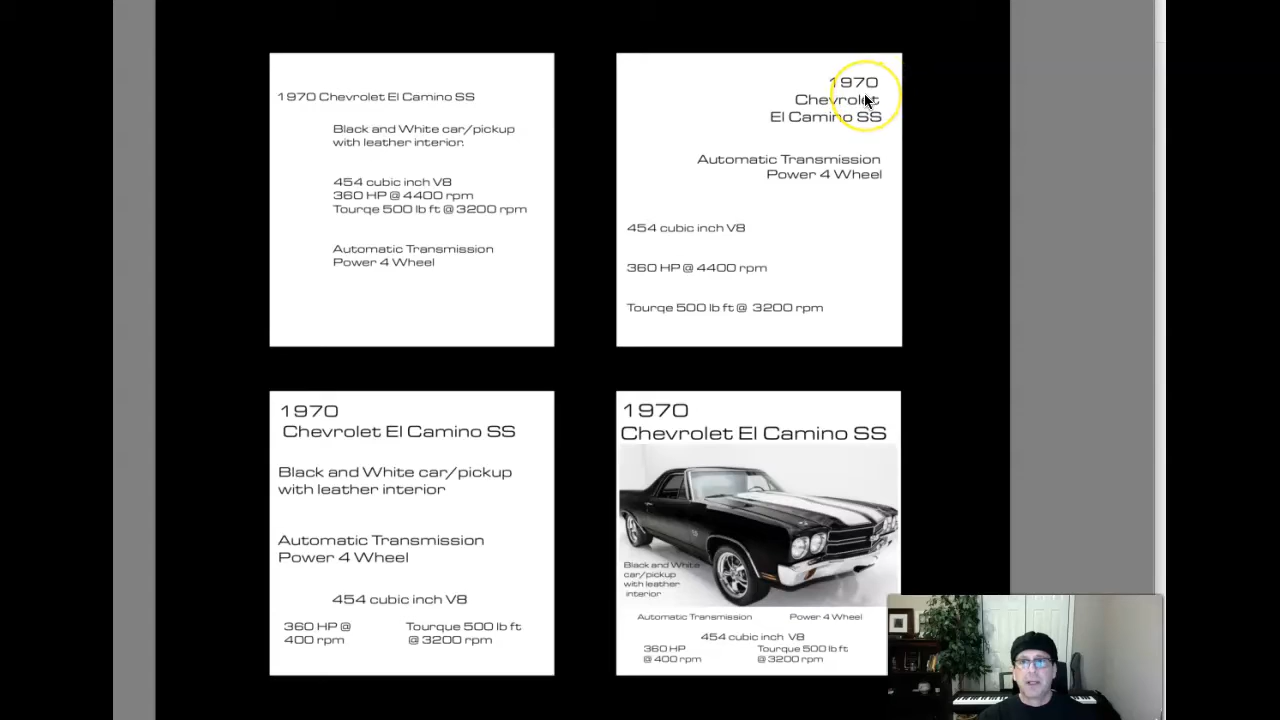 1970 Chevrolet El Camino SS
Black and White car/pickup
with leather interior.
454 cubic inch V8
360 HP @ 4400 rpm
Tourqe 500 lb ft @ 3200 rpm
Automatic Transmission
Power 4 Wheel
1970
Chevrolet
El Camino SS
Automatic Transmission
Power 4 Wheel
454 cubic inch V8
360 HP @ 4400 rpm
Tourqe 500 lb ft @ 3200 rpm
1970
Chevrolet El Camino SS
Black and White car/pickup
with leather interior
Automatic Transmission
Power 4 Wheel
454 cubic inch V8
360 HP @
400 rpm
Tourque 500 lb ft
@ 3200 rpm
1970
Chevrolet El Camino SS
Black and White
car/pickup
with leather
interior
Automatic Transmission
Power 4 Wheel
454 cubic inch V8
360 HP
@ 400 rpm
Tourque 500 lb ft
@ 3200 rpm